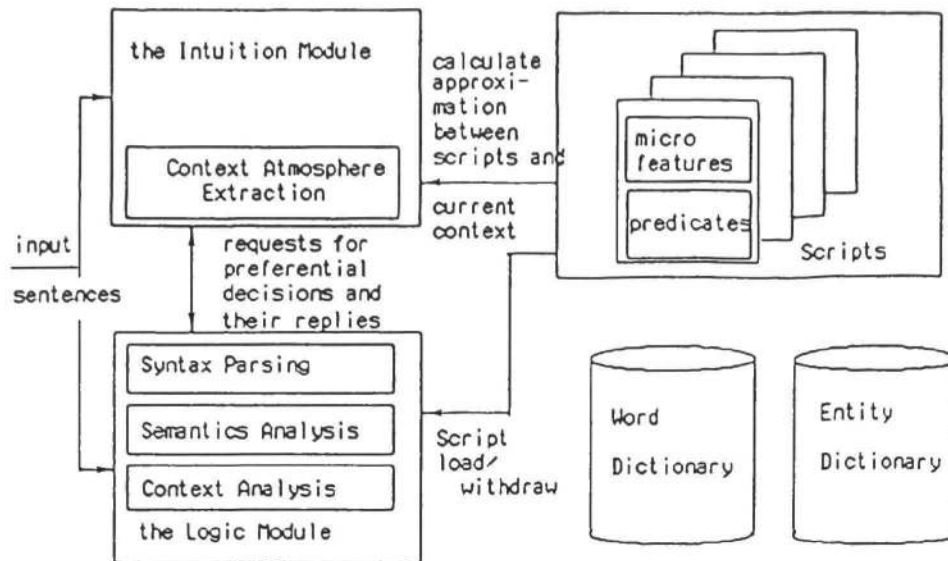 the Intuition Module
Context Atmosphere
Extraction
calculate
approxi-
mation
between
scripts and
current
context
micro
features
predicates
Scripts
input
sentences
requests for
preferential
decisions and
their replies
Syntax Parsing
Semantics Analysis
Context Analysis
the Logic Module
Script
load/
withdraw
Word
Dictionary
Entity
Dictionary